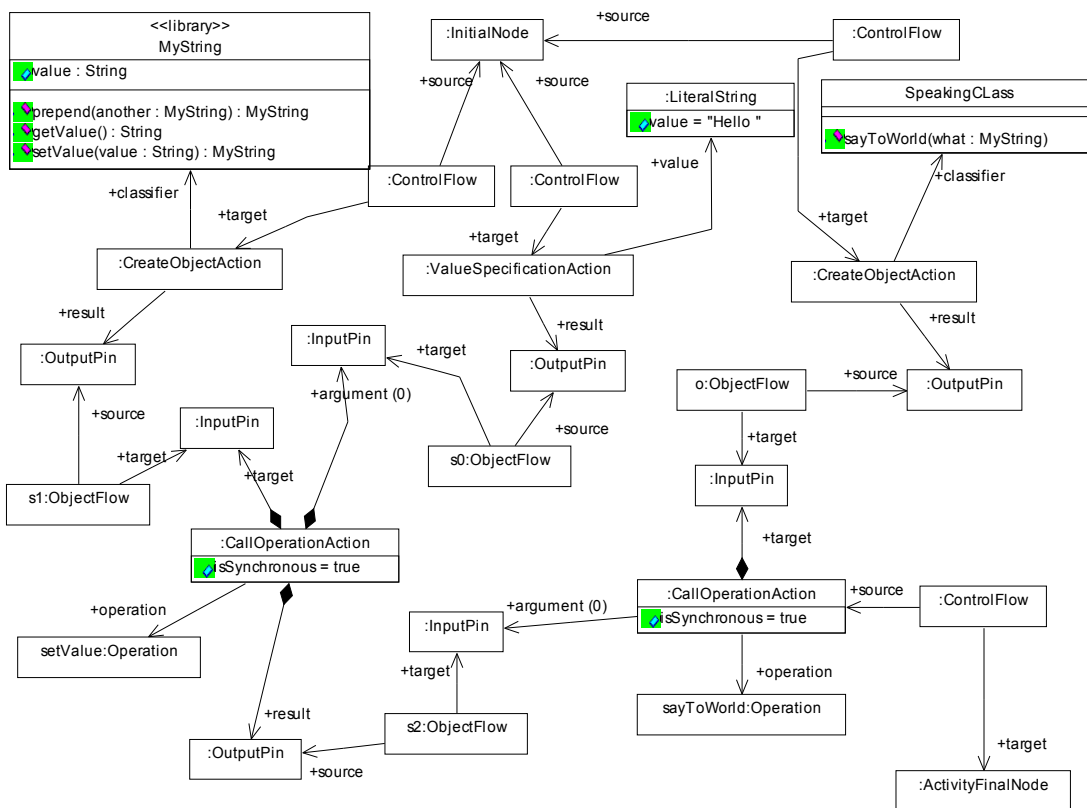 <<library>>
MyString
value : String
prepend(another : MyString) : MyString
getValue() : String
setValue(value : String) : MyString
:InitialNode
+source
:ControlFlow
+source
+source
:LiteralString
value = "Hello "
SpeakingCLass
sayToWorld(what : MyString)
+value
+classifier
:ControlFlow
:ControlFlow
+classifier
+target
+target
+target
:CreateObjectAction
:ValueSpecificationAction
:CreateObjectAction
+result
+result
+result
:InputPin
+target
:OutputPin
:OutputPin
o:ObjectFlow
+source
:OutputPin
+argument (0)
+source
:InputPin
+source
+target
+target
+target
s0:ObjectFlow
s1:ObjectFlow
:InputPin
:CallOperationAction
isSynchronous = true
+target
:CallOperationAction
isSynchronous = true
+source
:ControlFlow
+operation
+argument (0)
:InputPin
setValue:Operation
+target
+operation
sayToWorld:Operation
+result
s2:ObjectFlow
:OutputPin
+source
+target
:ActivityFinalNode